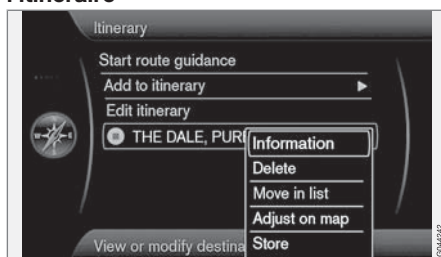 Itinerary
Start route guidance
Add to itinerary
Edit itinerary
THE DALE, PUR
Information
Delete
Move in list
Adjust on map
Store
View or modify destina
G044242